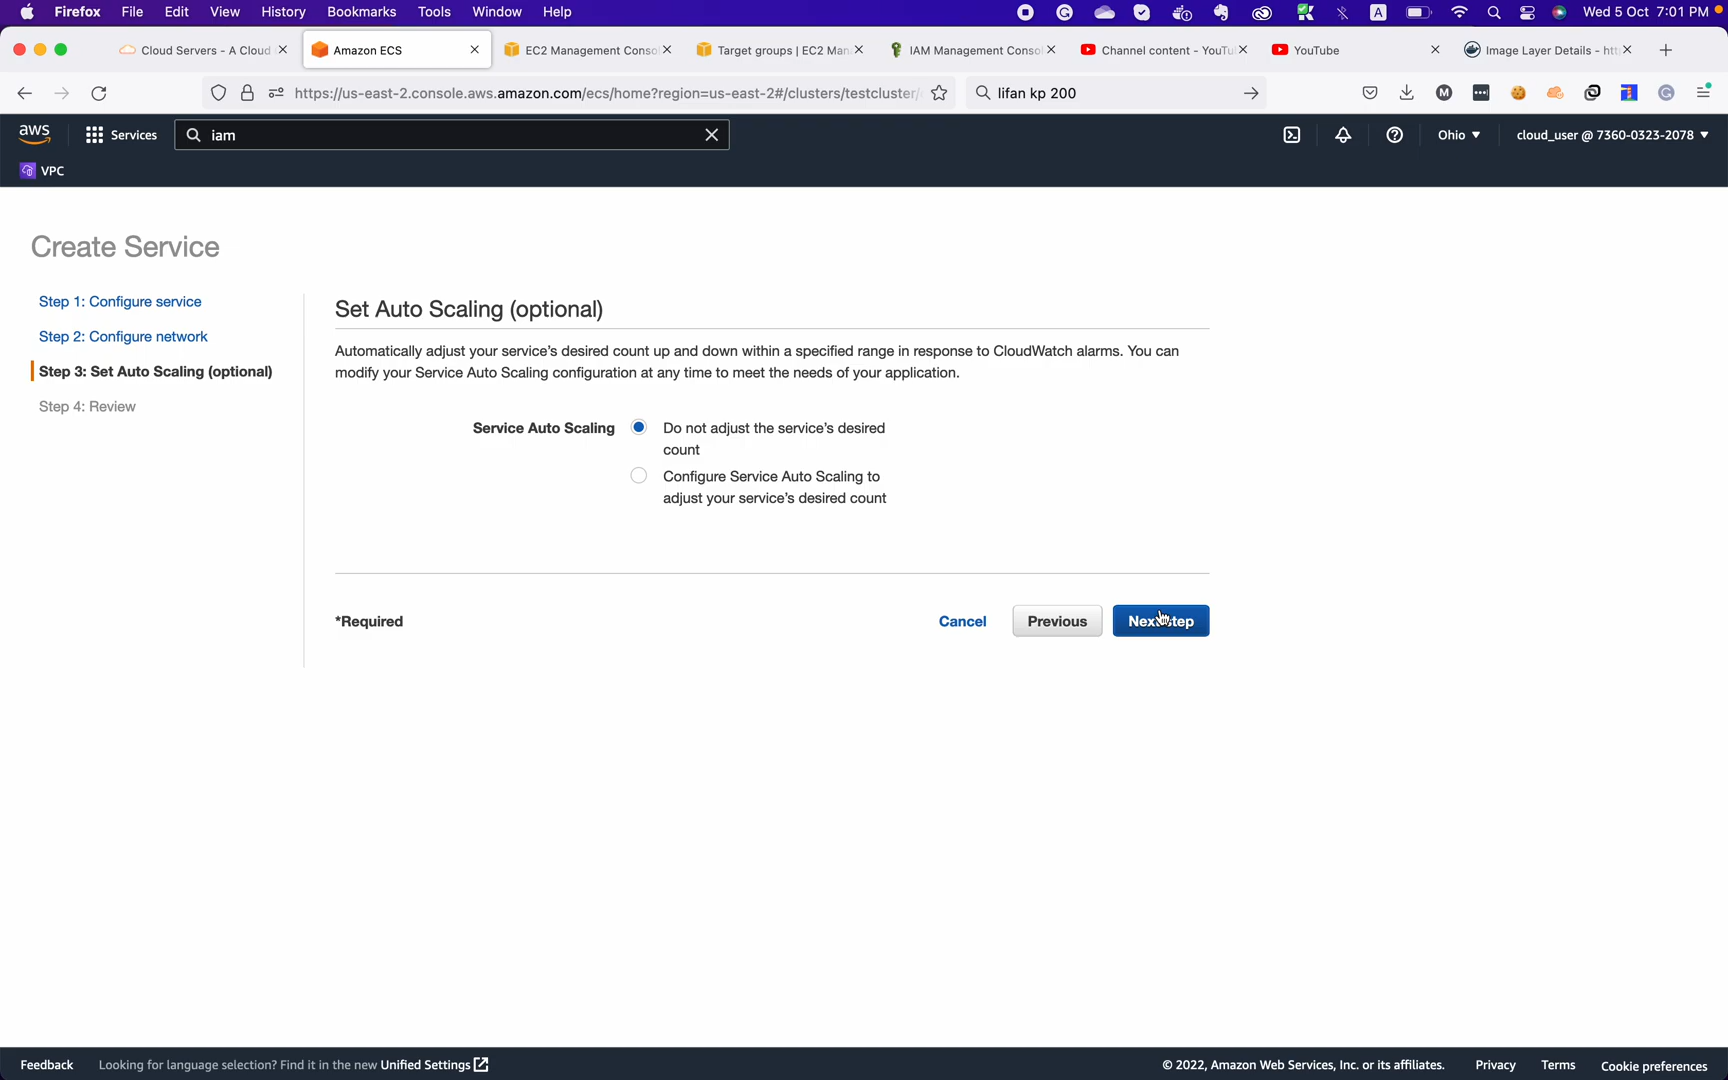 Firefox File Edit View History Bookmarks Tools Window Help A Wed 5 Oct 7:01 PM
Cloud Servers - A Cloud Amazon ECS EC2 Management Conso Target groups | EC2 Man IAM Management Conso Channel content - YouTu YouTube Image Layer Details - htt
https://us-east-2.console.aws.amazon.com/ecs/home?region=us-east-2#/clusters/testcluster/ lifan kp 200
aws Services iam Ohio cloud_user @ 7360-0323-2078
VPC
Create Service
Step 1: Configure service
Step 2: Configure network
Step 3: Set Auto Scaling (optional)
Step 4: Review
Set Auto Scaling (optional)
Automatically adjust your service's desired count up and down within a specified range in response to CloudWatch alarms. You can
modify your Service Auto Scaling configuration at any time to meet the needs of your application.
Service Auto Scaling Do not adjust the service's desired
count
Configure Service Auto Scaling to
adjust your service's desired count
*Required Cancel Previous Next step
Feedback Looking for language selection? Find it in the new Unified Settings © 2022, Amazon Web Services, Inc. or its affiliates. Privacy Terms Cookie preferences